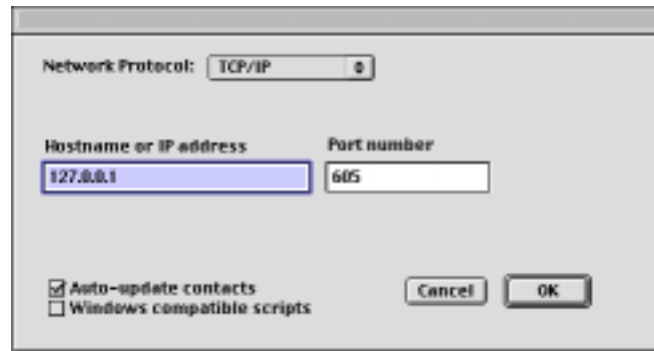 Network Protocol: TCP/IP
Hostname or IP address Port number
127.0.0.1 605
Auto-update contacts
Cancel OK
Windows compatible scripts